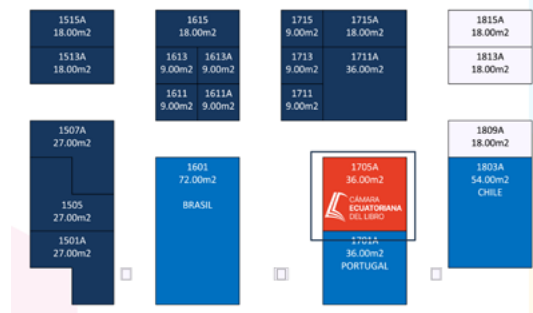 1515A
18.00m2
1513A
18.00m2
1615
18.00m2
1613
9.00m2
1613A
9.00m2
1611
9.00m2
1611A
9.00m2
1715
9.00m2
1715A
18.00m2
1713
9.00m2
1711A
36.00m2
1711
9.00m2
1815A
18.00m2
1813A
18.00m2
1507A
27.00m2
1505
27.00m2
1501A
27.00m2
1601
72.00m2
BRASIL
1705A
36.00m2
CÁMARA
ECUATORIANA
DEL LIBRO
1701A
36.00m2
PORTUGAL
1809A
18.00m2
1803A
54.00m2
CHILE